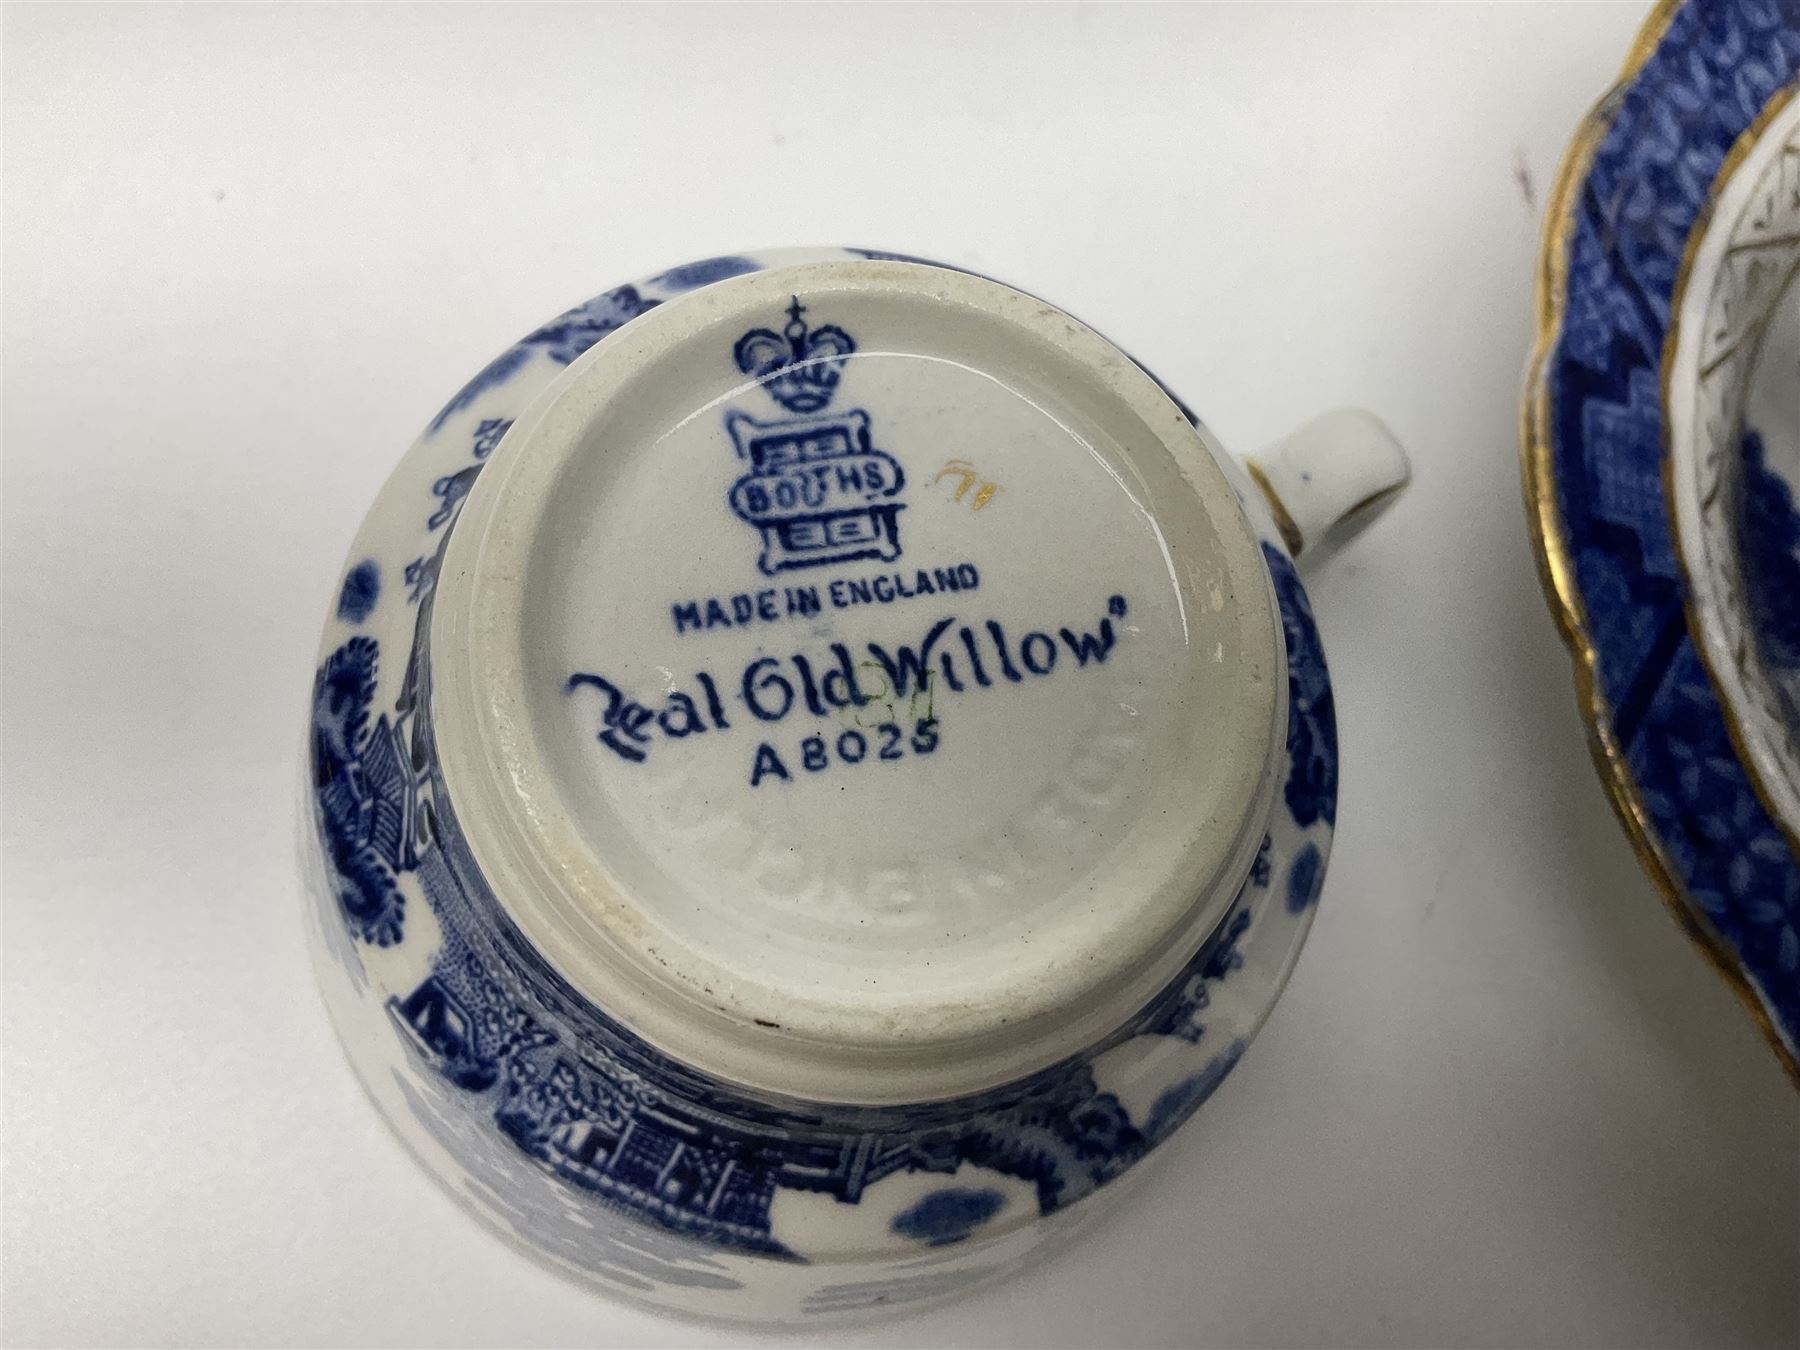 BOOTHS
MADE IN ENGLAND
Real Old Willow"
A8025